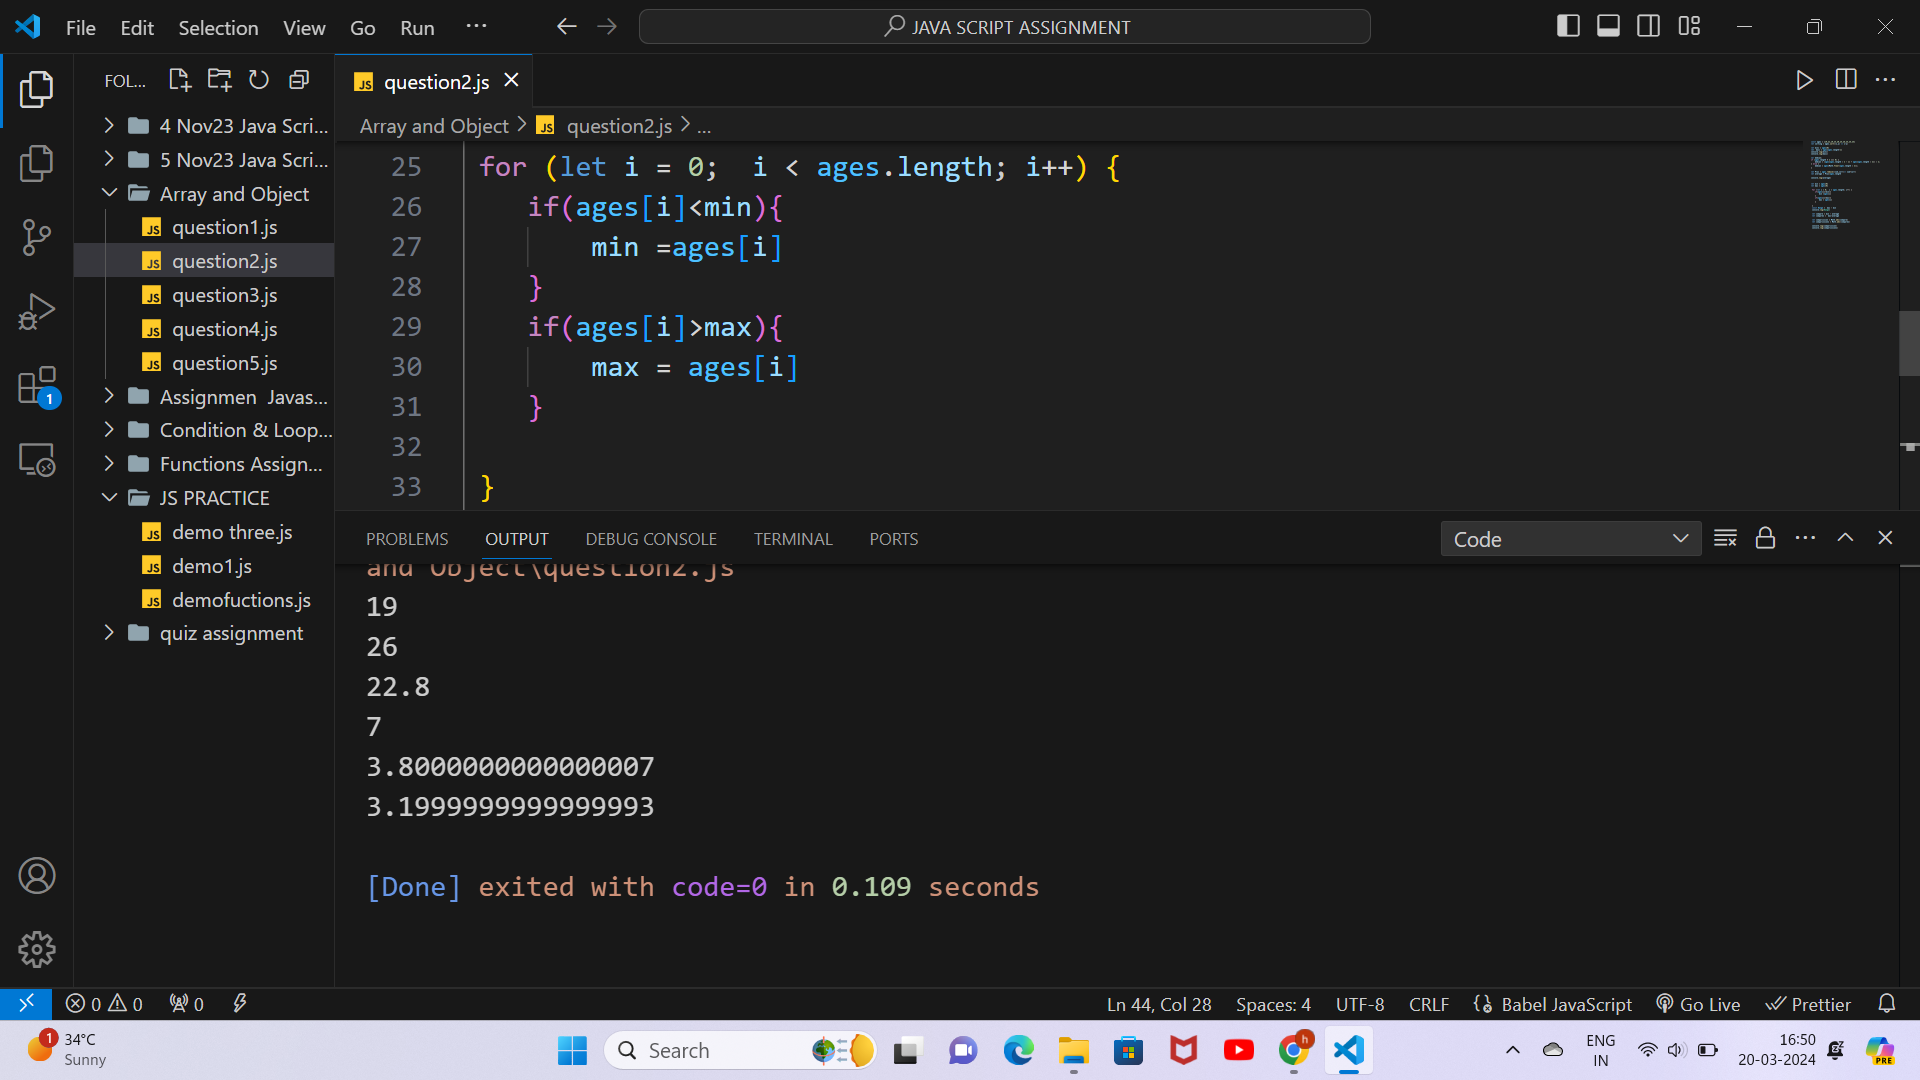 File Edit Selection View Go Run ···
JAVA SCRIPT ASSIGNMENT
FOL...
4 Nov23 Java Scri...
5 Nov23 Java Scri...
Array and Object
question1.js
question2.js
question3.js
question4.js
question5.js
Assignmen Javas...
Condition & Loop...
Functions Assign...
JS PRACTICE
demo three.js
demo1.js
demofuctions.js
quiz assignment
1
JS question2.js
Array and Object > JS question2.js > ...
25 for (let i = 0;  i < ages.length; i++) {
26 if(ages[i]<min){
27 min =ages[i]
28 }
29 if(ages[i]>max){
30 max = ages[i]
31 }
32
33 }
PROBLEMS OUTPUT DEBUG CONSOLE TERMINAL PORTS
Code
and Object\question2.js
19
26
22.8
7
3.8000000000000007
3.1999999999999993
[Done] exited with code=0 in 0.109 seconds
0 0 0
Ln 44, Col 28 Spaces: 4 UTF-8 CRLF Babel JavaScript Go Live Prettier
1 34°C
Sunny
Search
h
ENG
IN
16:50
20-03-2024
PRE